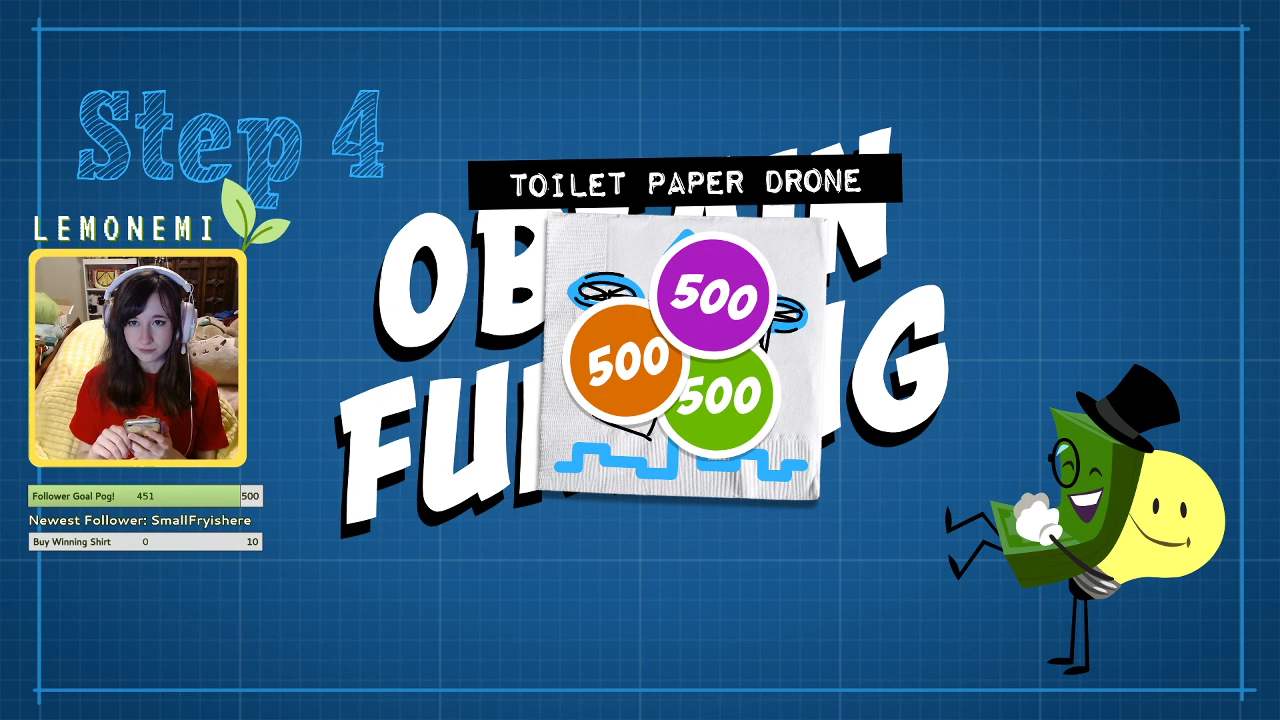 Step 4
TOILET PAPER DRONE
LEMONEMI
500
500
500
Follower Goal Pog! 451 500
Newest Follower: SmallFryishere
Buy Winning Shirt 0 10